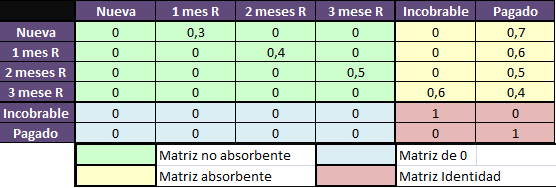 Nueva 1 mes R 2 meses R 3 mese R Incobrable Pagado
Nueva 0 0,3 0 0 0 0,7
1 mes R 0 0 0,4 0 0 0,6
2 meses R 0 0 0 0,5 0 0,5
3 mese R 0 0 0 0 0,6 0,4
Incobrable 0 0 0 0 1 0
Pagado 0 0 0 0 0 1
Matriz no absorbente Matriz de 0
Matriz absorbente Matriz Identidad